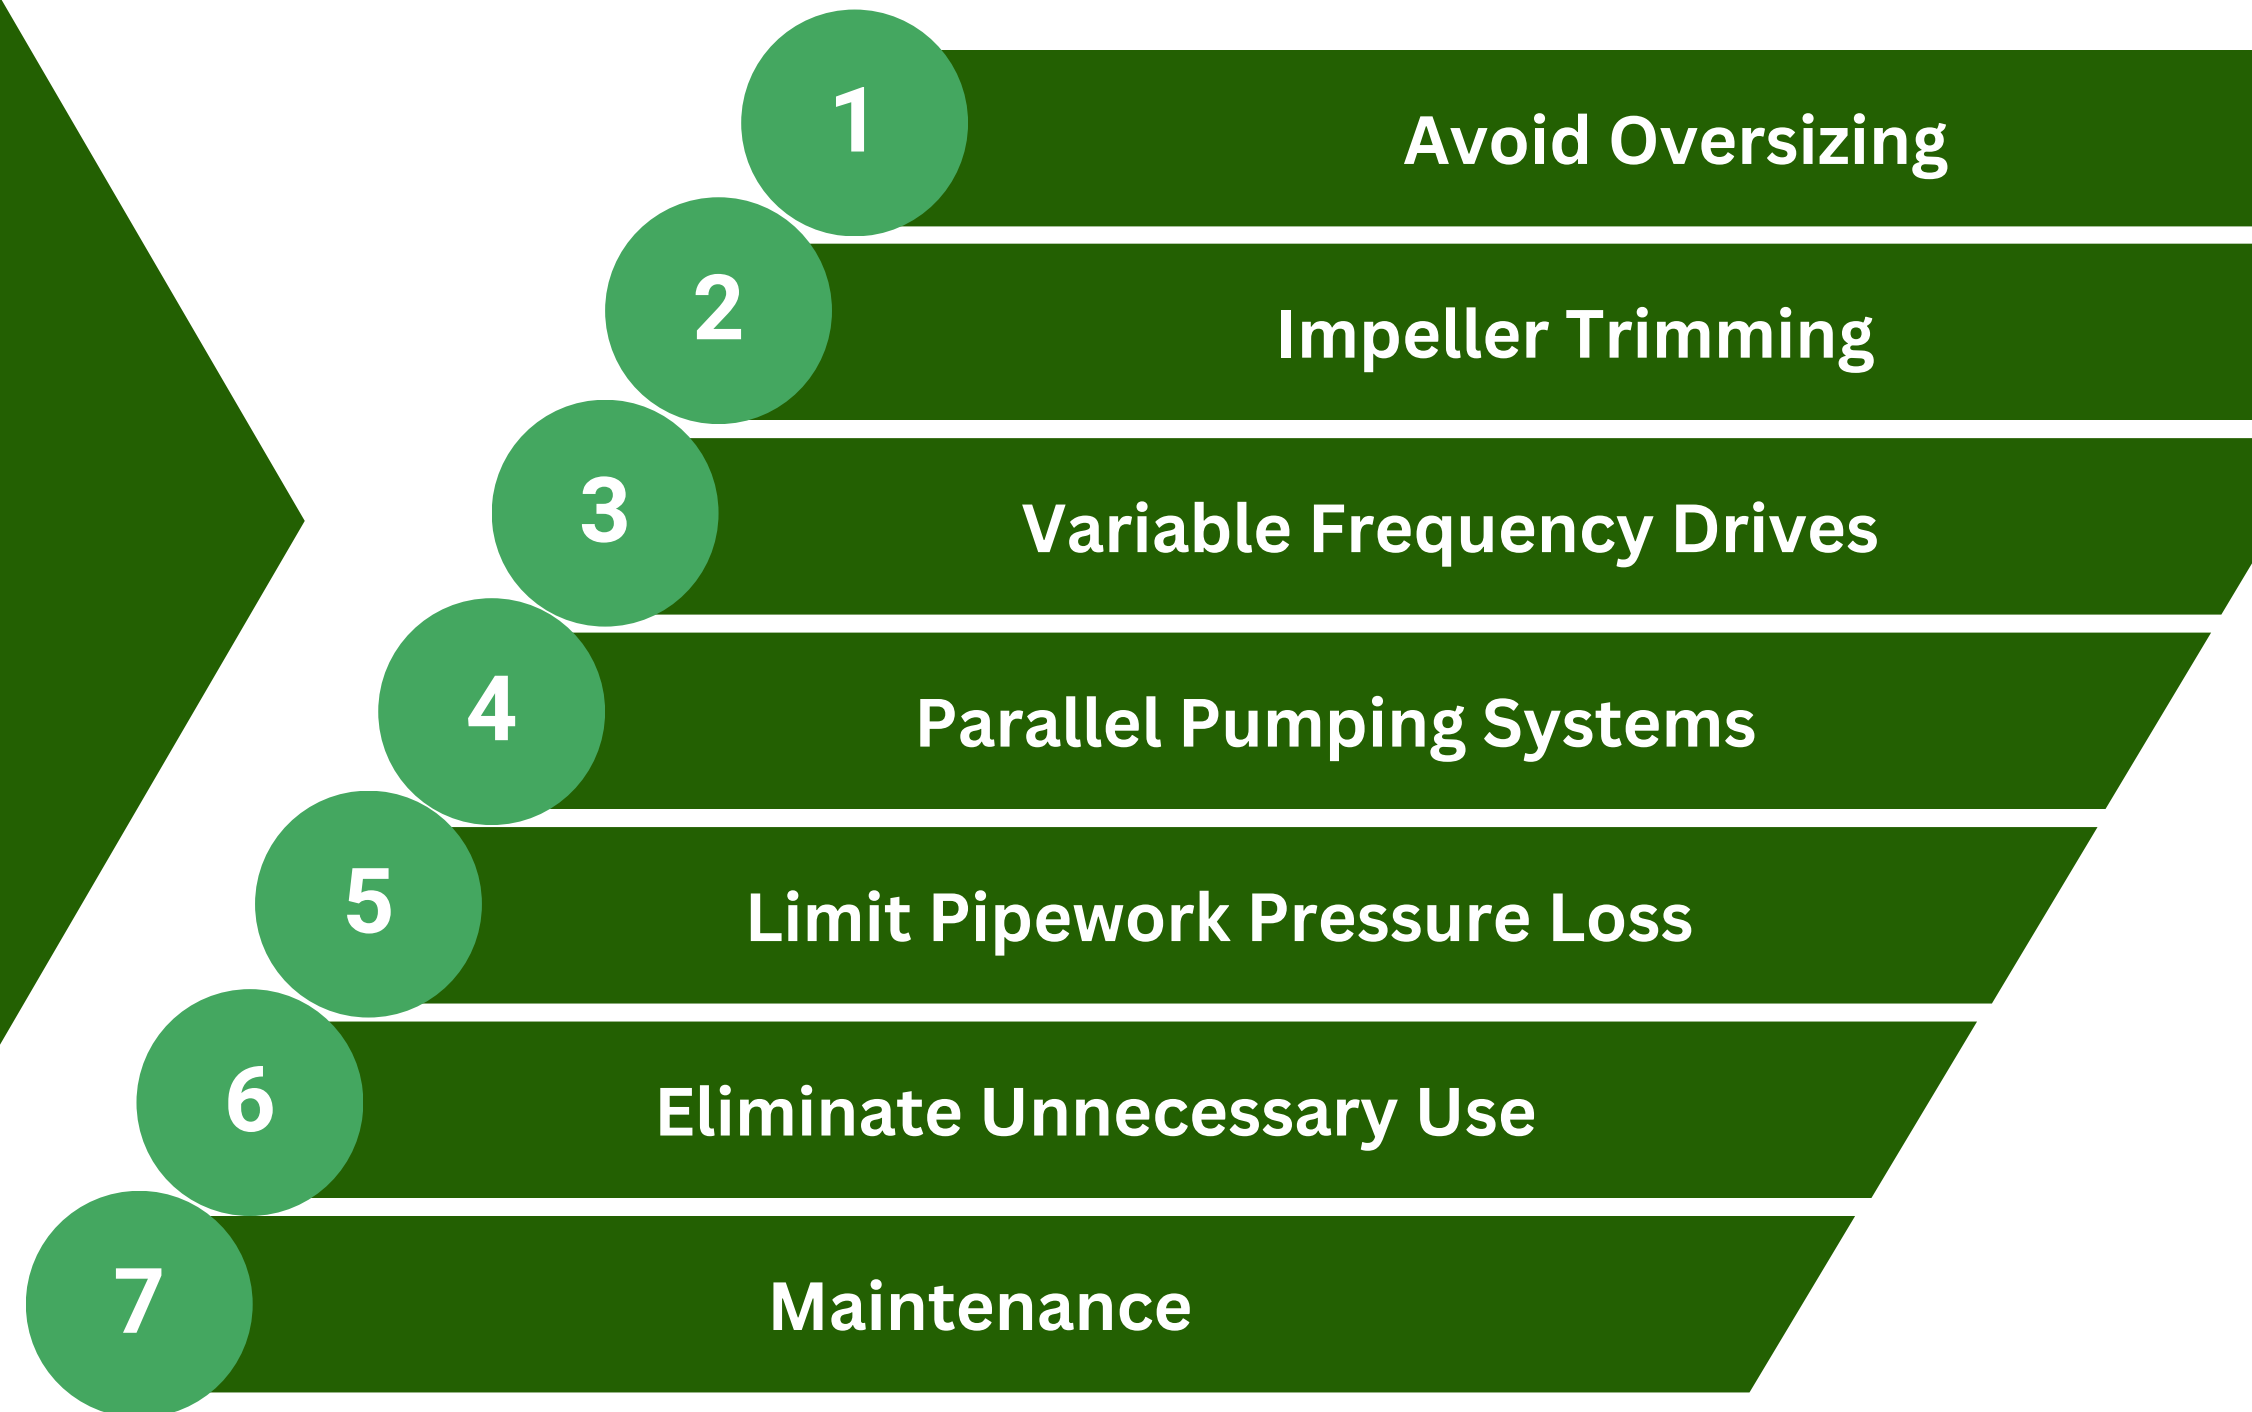 1
Avoid Oversizing
2
Impeller Trimming
3
Variable Frequency Drives
4
Parallel Pumping Systems
5
Limit Pipework Pressure Loss
6
Eliminate Unnecessary Use
7
Maintenance